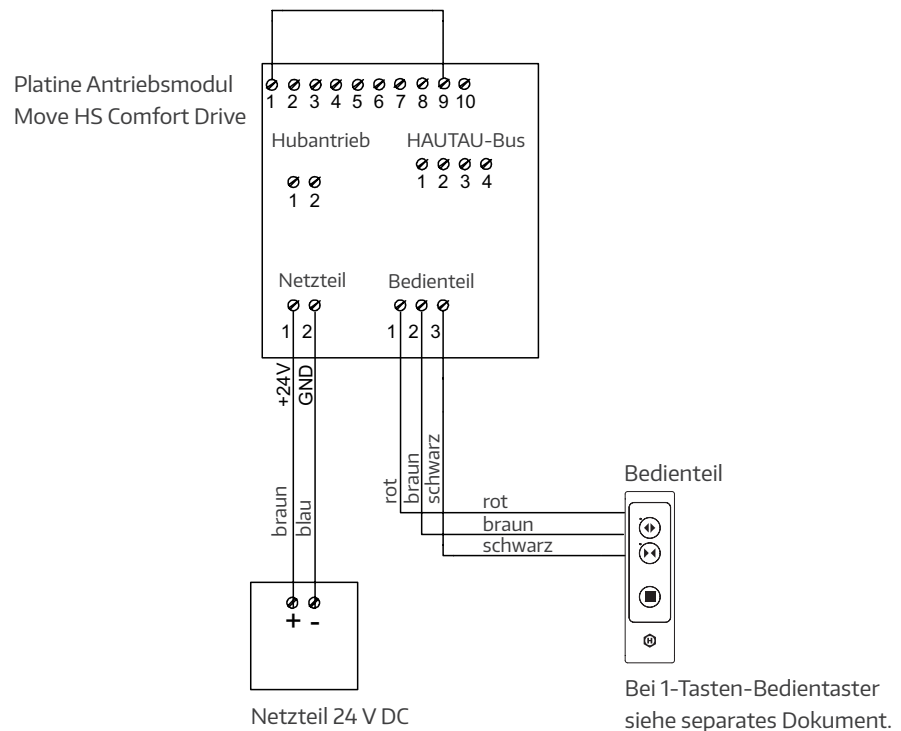 Platine Antriebsmodul
Move HS Comfort Drive
1 2 3 4 5 6 7 8 9 10
Hubantrieb
HAUTAU-Bus
1 2 3 4
1 2
Netzteil
Bedienteil
1 2
1 2 3
+24V
GND
braun
blau
rot
braun
schwarz
rot
braun
schwarz
Bedienteil
H
+ -
Netzteil 24 V DC
Bei 1-Tasten-Bedientaster
siehe separates Dokument.